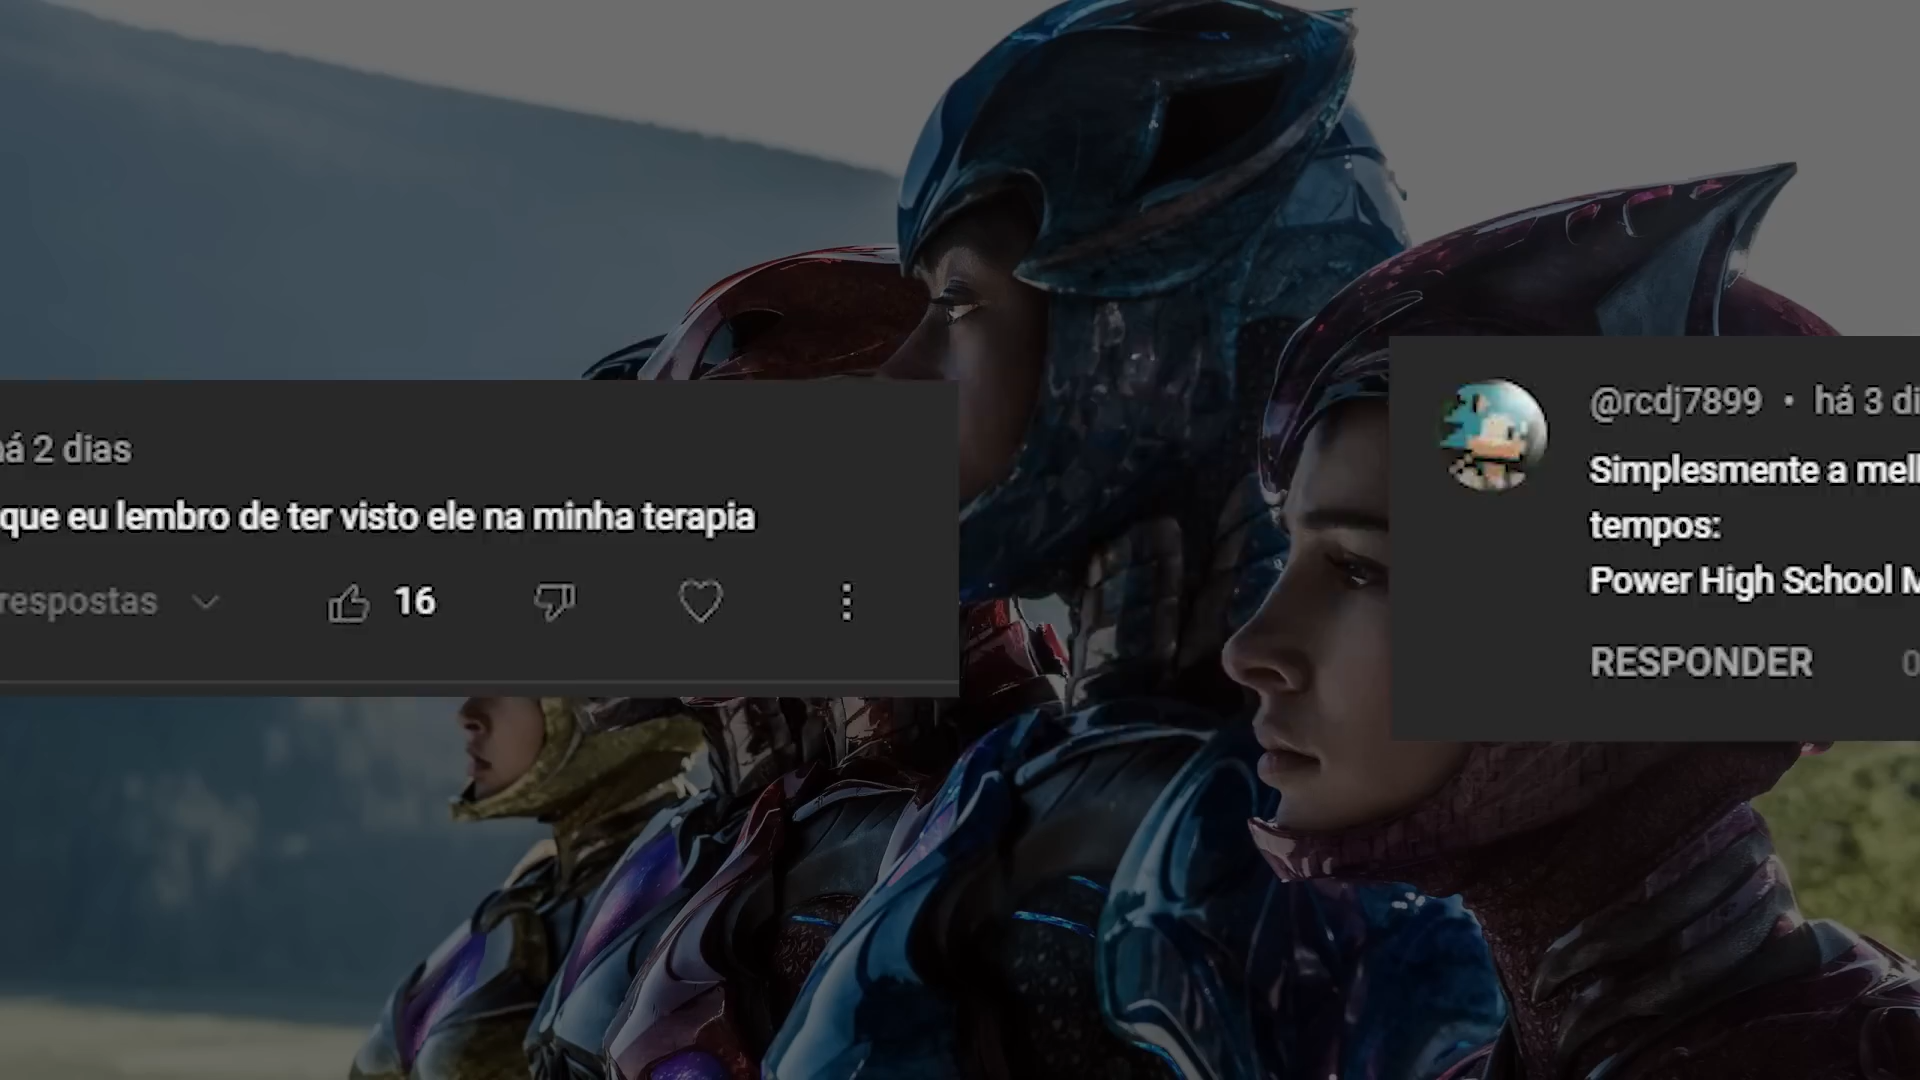 há 2 dias
que eu lembro de ter visto ele na minha terapia
respostas
16
@rcdj7899 • há 3 di
Simplesmente a mel
tempos:
Power High School M
RESPONDER
0